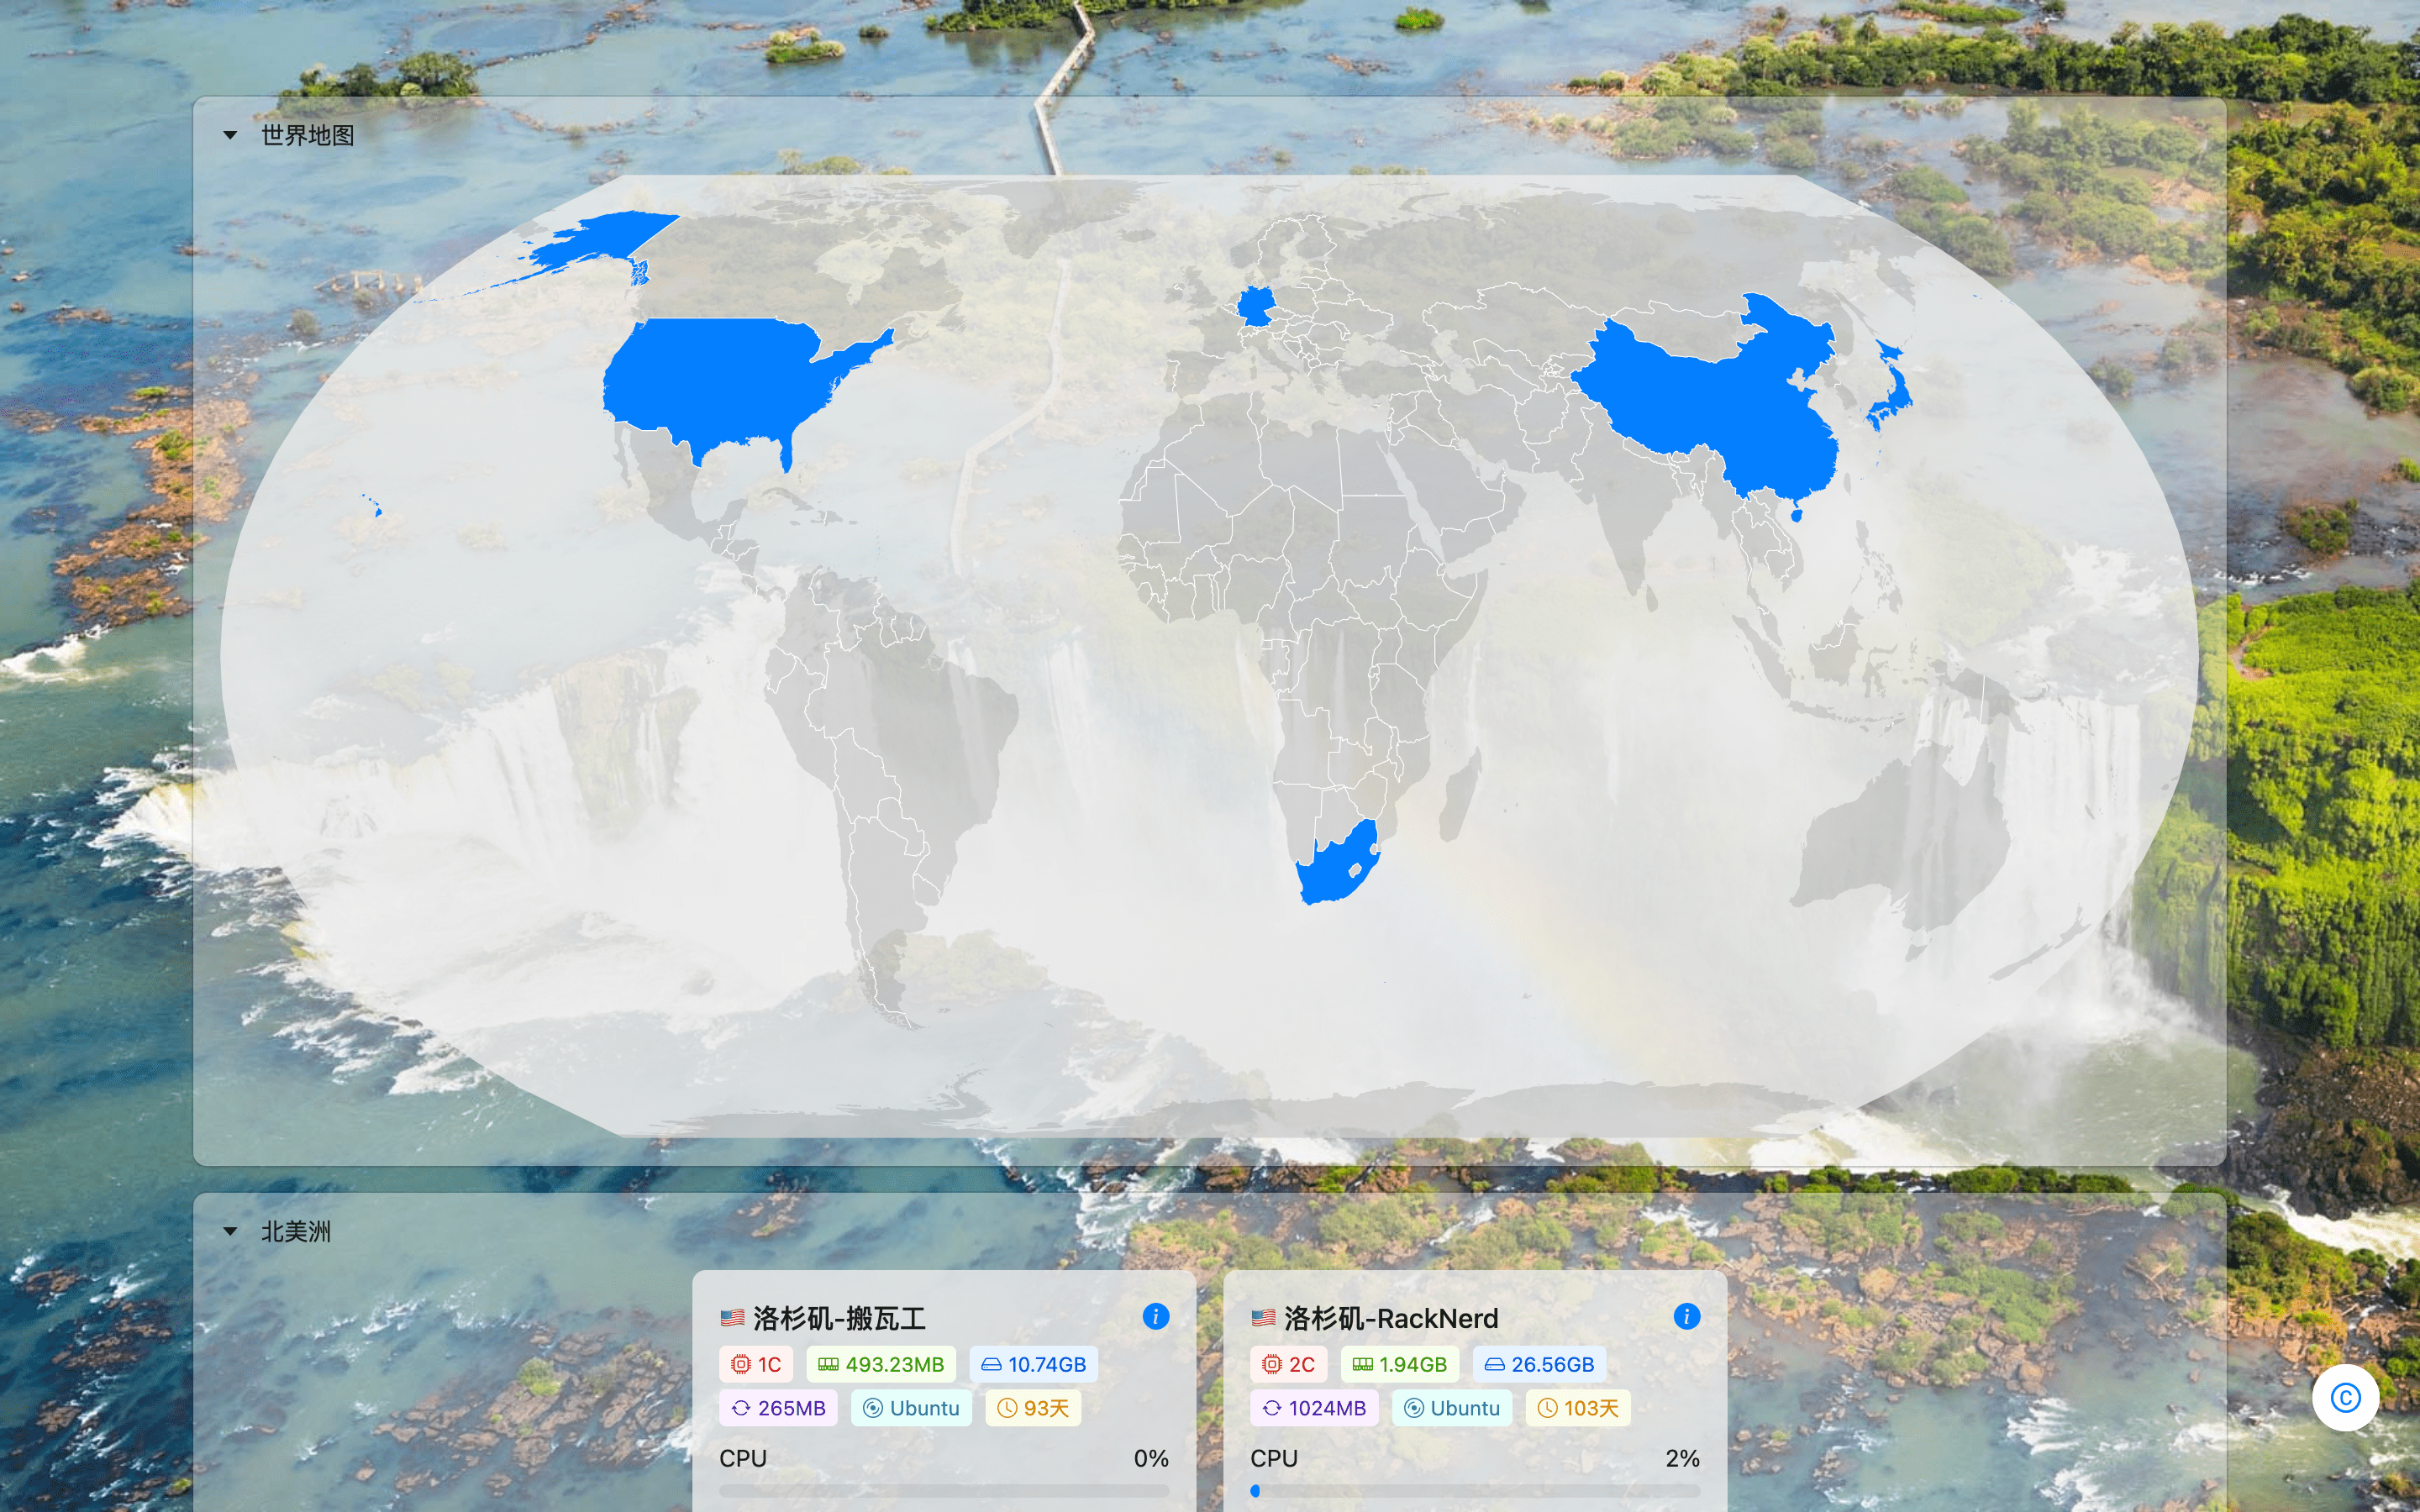 世界地图
北美洲
洛杉矶-搬瓦工
1C 493.23MB 10.74GB
265MB Ubuntu 93天
CPU 0%
洛杉矶-RackNerd
2C 1.94GB 26.56GB
1024MB Ubuntu 103天
CPU 2%